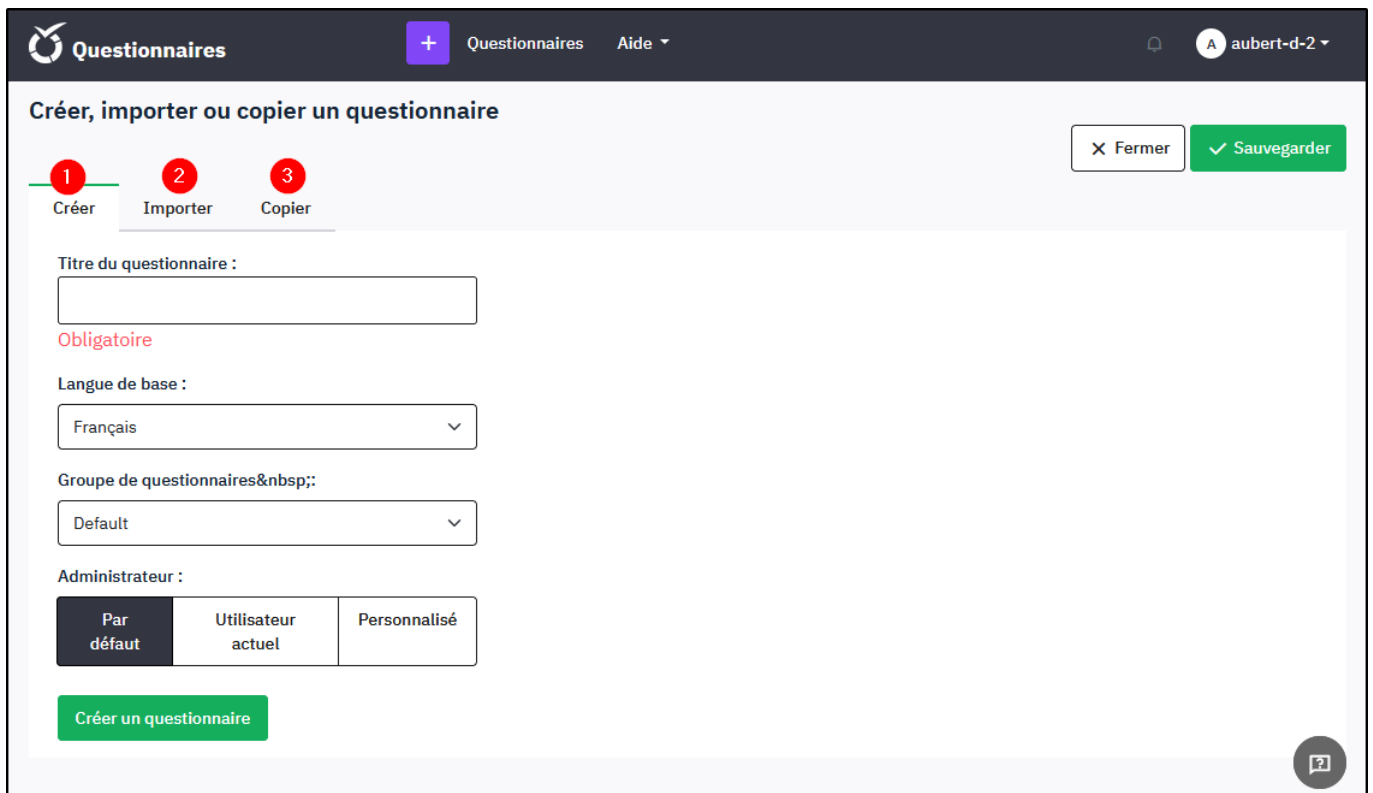 Questionnaires
+ Questionnaires Aide
A aubert-d-2
Créer, importer ou copier un questionnaire
Fermer Sauvegarder
1 2 3
Créer Importer Copier
Titre du questionnaire :
Obligatoire
Langue de base :
Français
Groupe de questionnaires&nbsp;:
Default
Administrateur :
Par défaut
Utilisateur actuel
Personnalisé
Créer un questionnaire
?